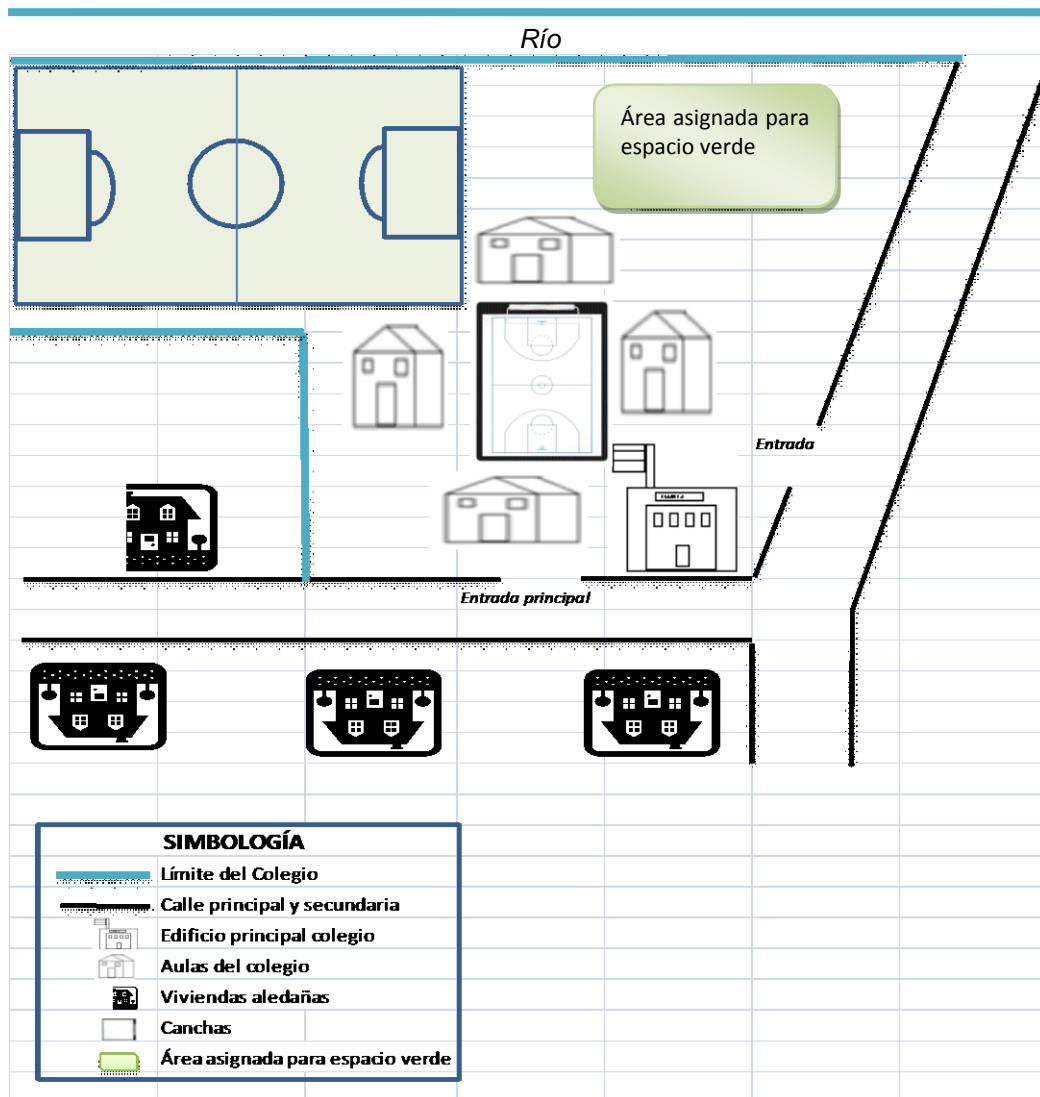 Río
Área asignada para
espacio verde
Entrada
Entrada principal
SIMBOLOGÍA
Límite del Colegio
Calle principal y secundaria
Edificio principal colegio
Aulas del colegio
Viviendas aledañas
Canchas
Área asignada para espacio verde